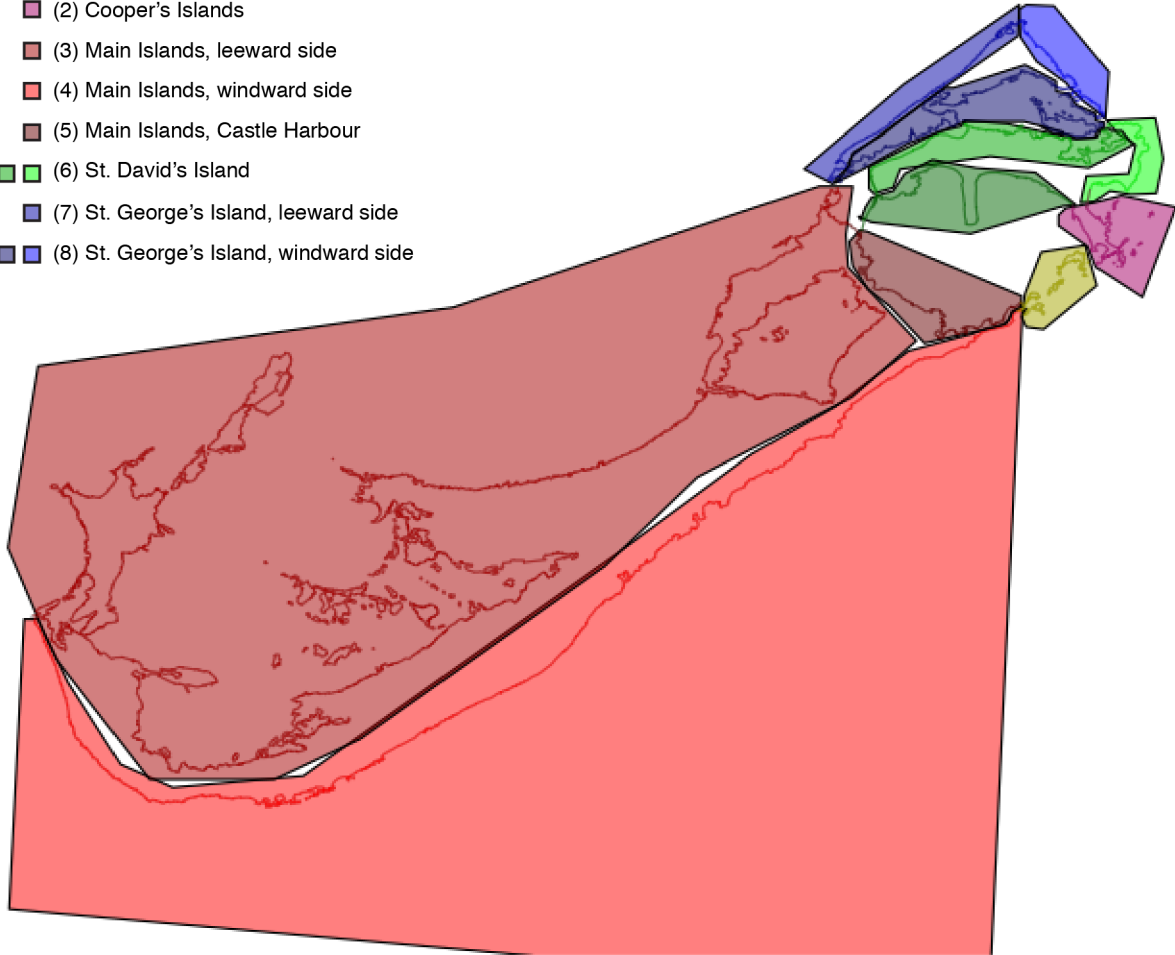 (2) Cooper’s Islands
(3) Main Islands, leeward side
(4) Main Islands, windward side
(5) Main Islands, Castle Harbour
(6) St. David’s Island
(7) St. George’s Island, leeward side
(8) St. George’s Island, windward side